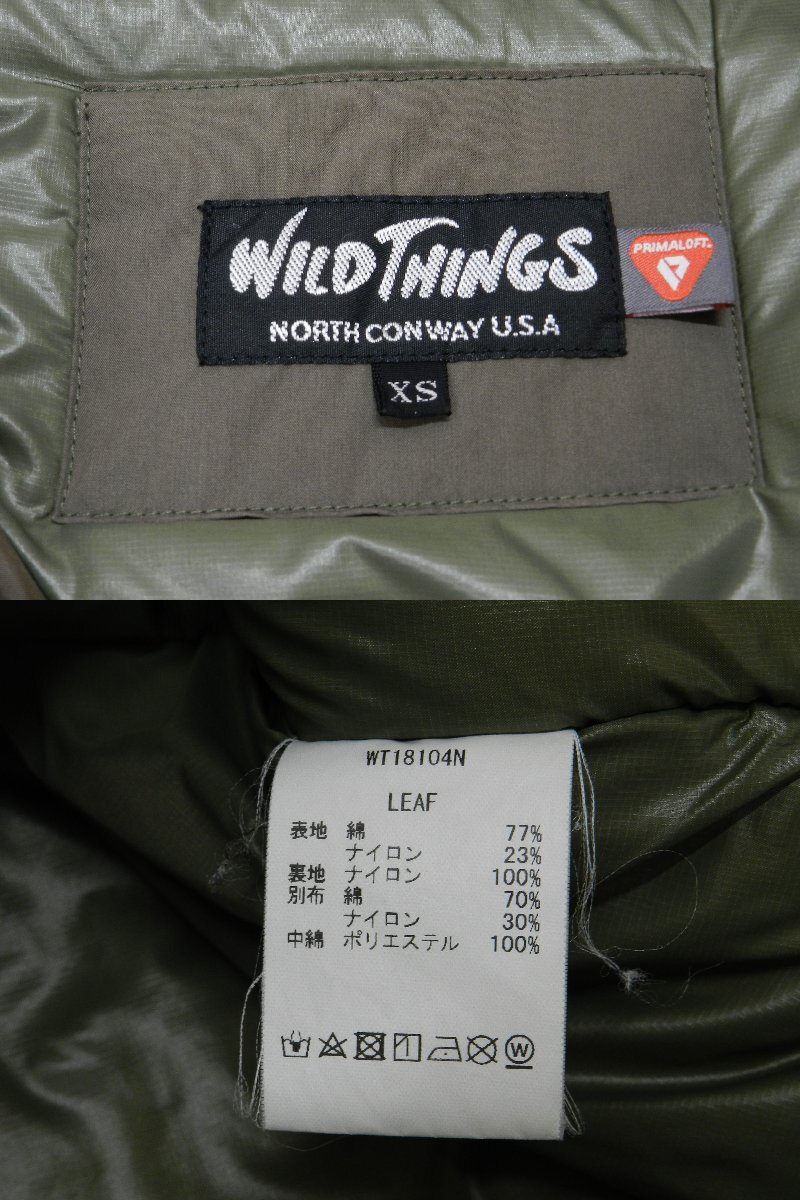 WILD THINGS
NORTH CONWAY U.S.A
PRIMALOFT
XS
WT18104N
LEAF
表地 綿 77%
ナイロン 23%
裏地 ナイロン 100%
別布 綿 70%
ナイロン 30%
中綿 ポリエステル 100%
W